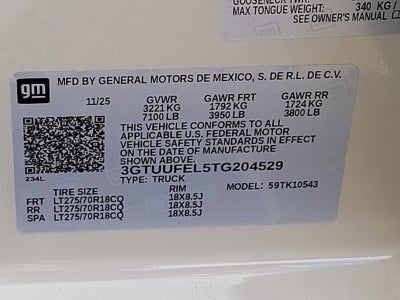 GOOSENECK
MAX TONGUE WEIGHT: 340 KG /
SEE OWNER'S MANUAL
gm
MFD BY GENERAL MOTORS DE MEXICO, S. DE R.L. DE C.V.
11/25 GVWR GAWR FRT GAWR RR
3221 KG 1792 KG 1724 KG
7100 LB 3950 LB 3800 LB
THIS VEHICLE CONFORMS TO ALL
APPLICABLE U.S. FEDERAL MOTOR
VEHICLE SAFETY STANDARDS IN
EFFECT ON THE DATE OF
MANUFACTURE SHOWN ABOVE.
3GTUUFEL5TG204529
234L TYPE: TRUCK
TIRE SIZE RIM MODEL: 59TK10543
FRT LT275/70R18CQ 18X8.5J
RR LT275/70R18CQ 18X8.5J
SPA LT275/70R18CQ 18X8.5J